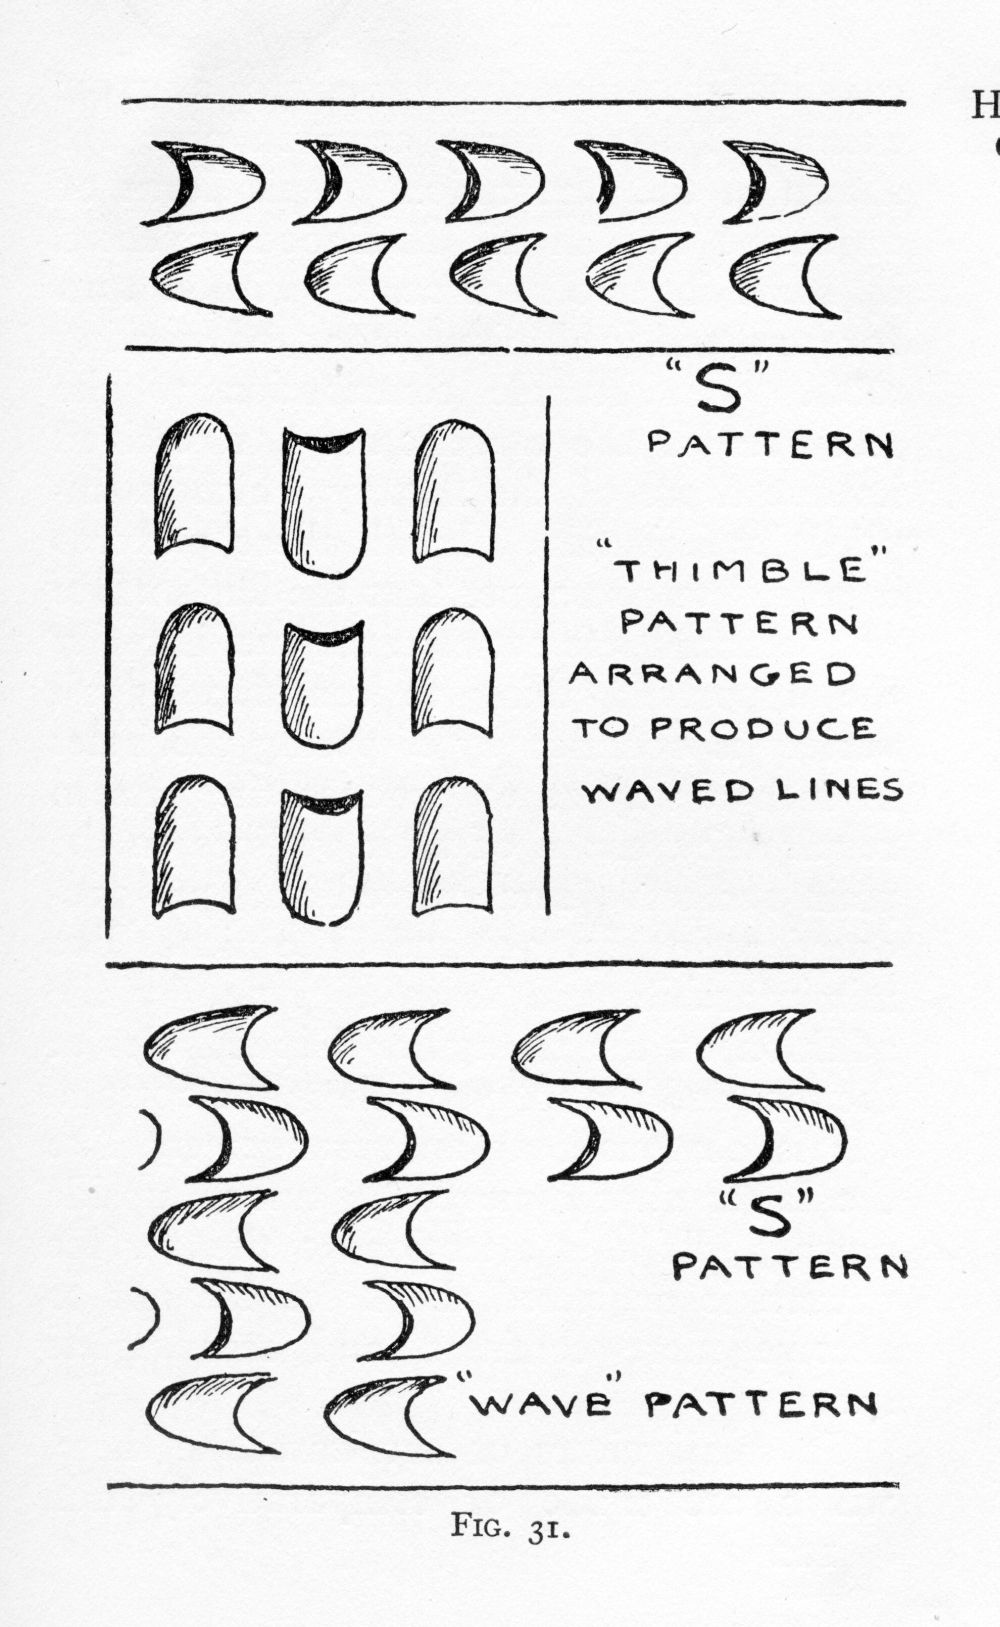 H
"S"
PATTERN
"THIMBLE"
PATTERN
ARRANGED
TO PRODUCE
WAVED LINES
"S"
PATTERN
"WAVE" PATTERN
FIG. 31.